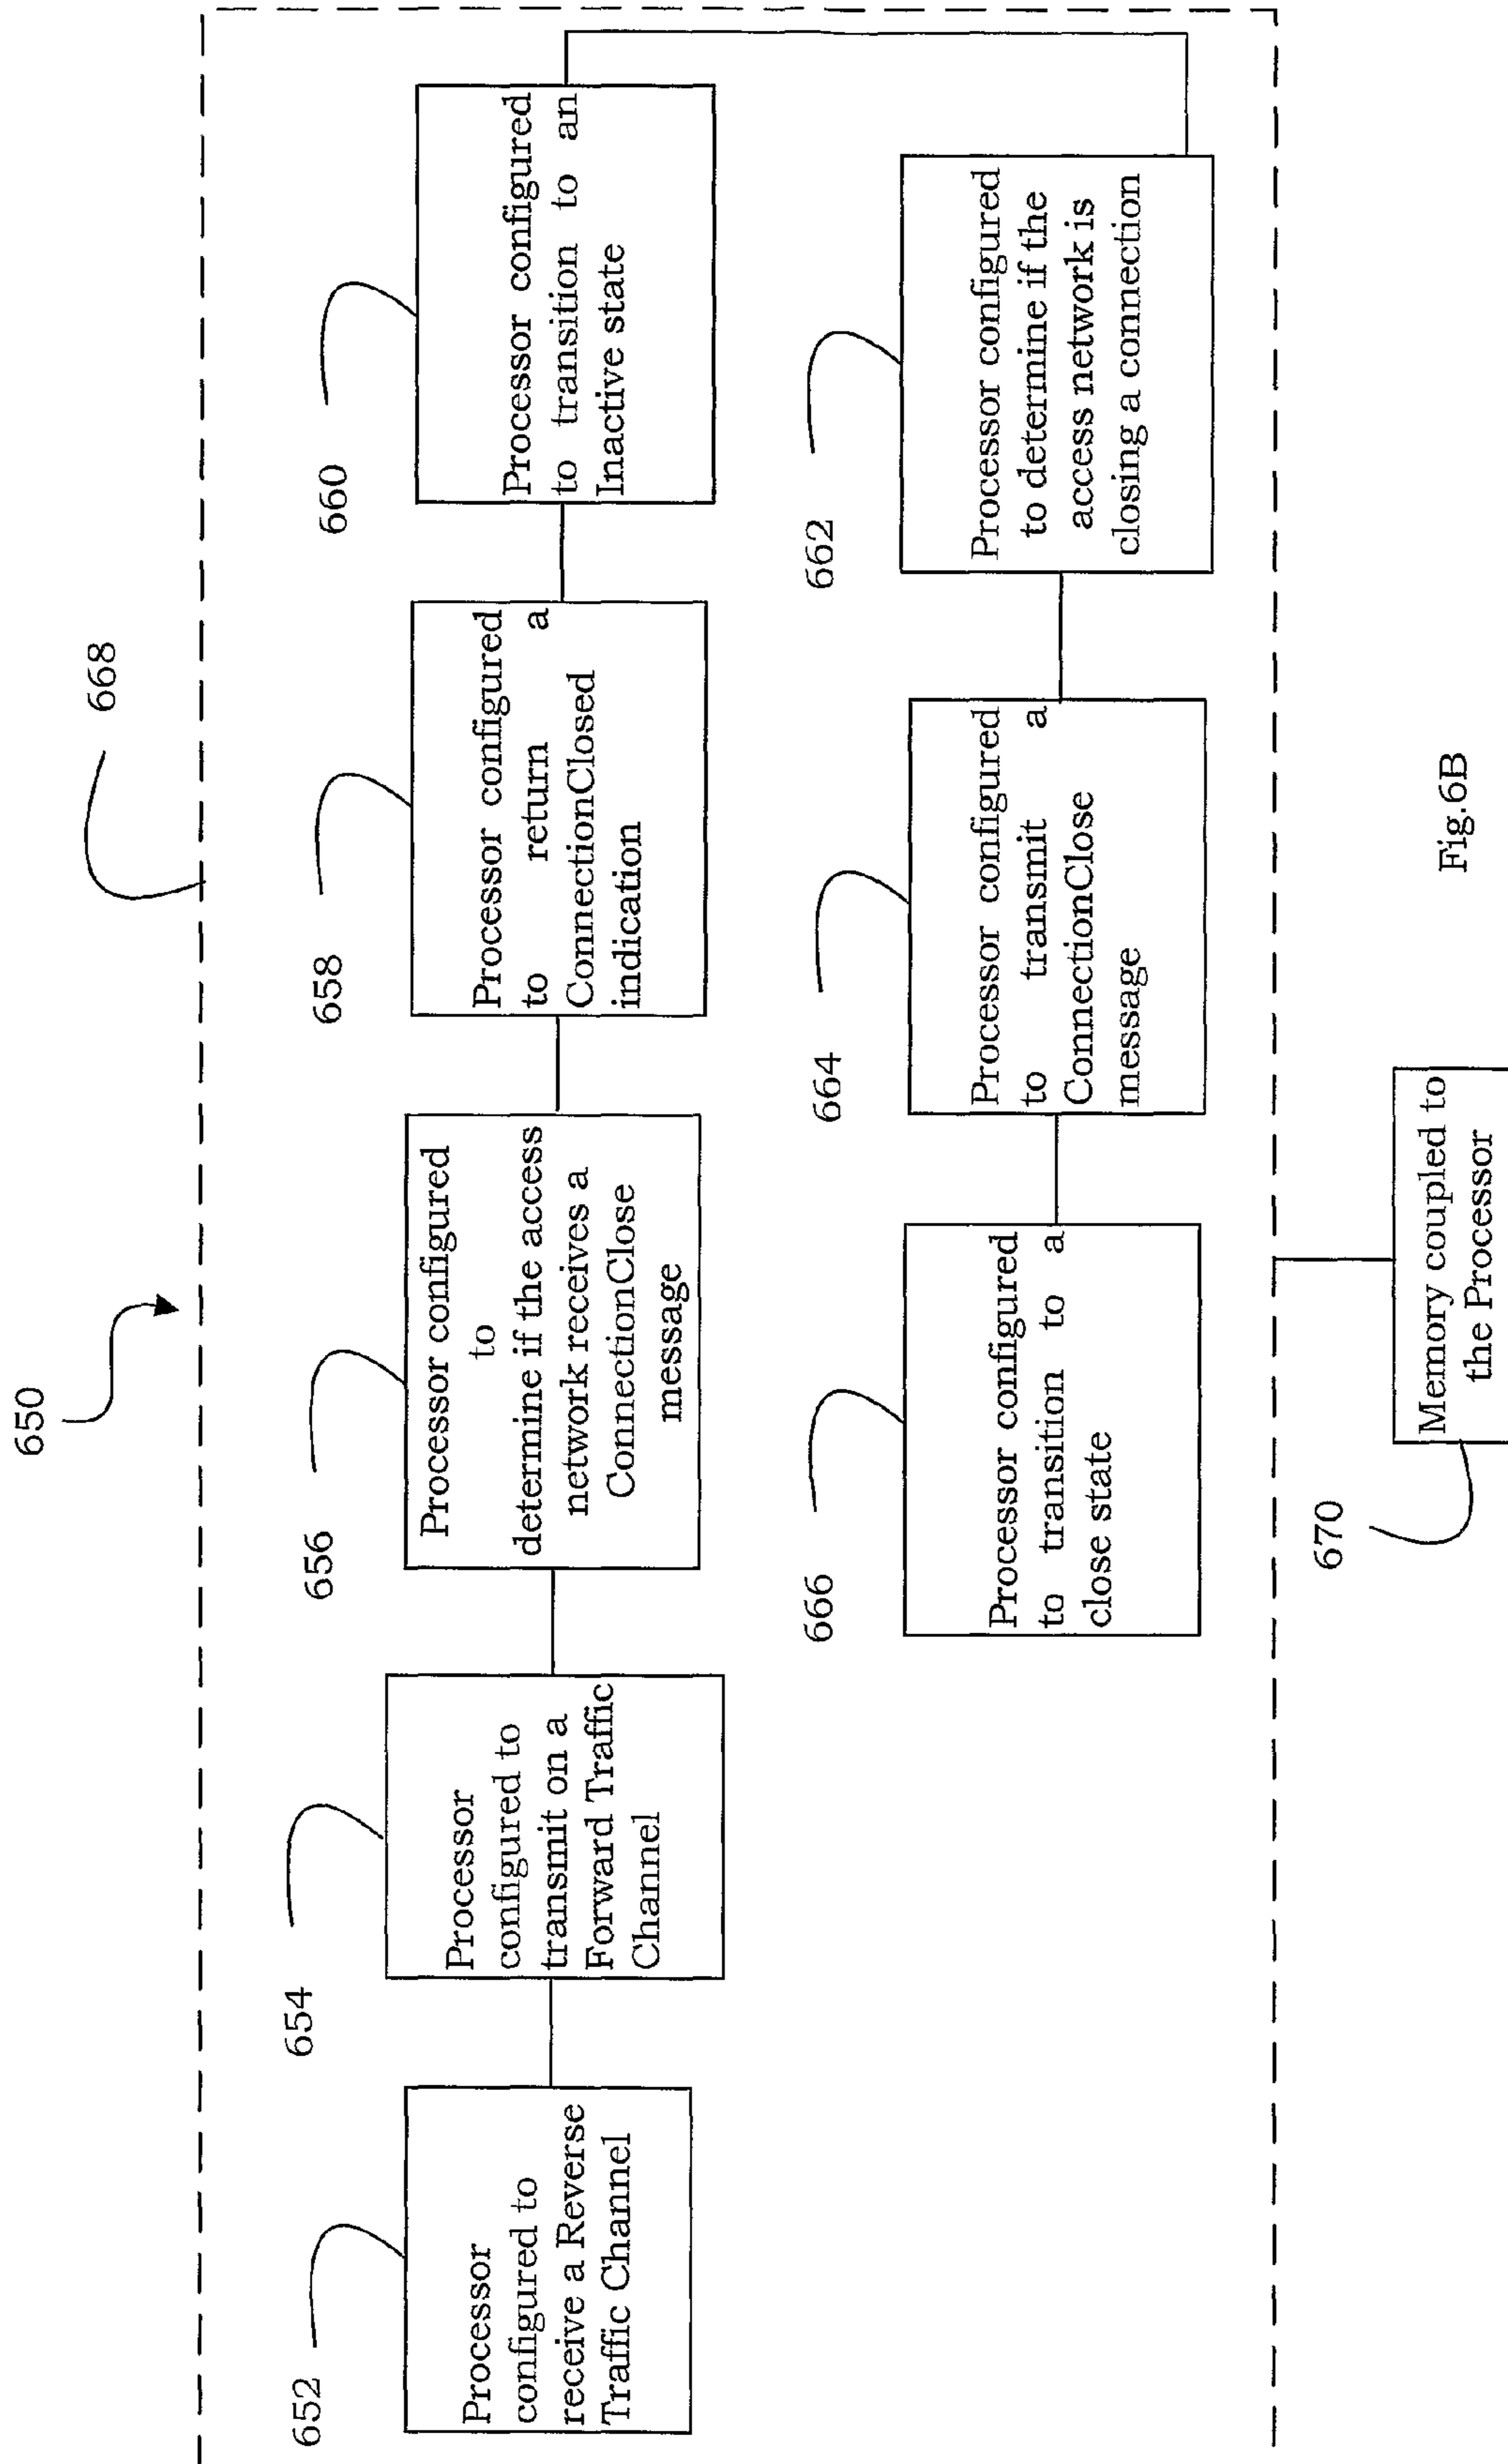 650
668
652
Processor
configured to
receive a Reverse
Traffic Channel
654
Processor
configured to
transmit on a
Forward Traffic
Channel
656
Processor configured
to
determine if the access
network receives a
ConnectionClose
message
658
Processor configured
to return a
ConnectionClosed
indication
660
Processor configured
to transition to an
Inactive state
666
Processor configured
to transition to a
close state
664
Processor configured
to transmit a
ConnectionClose
message
662
Processor configured
to determine if the
access network is
closing a connection
670
Memory coupled to
the Processor
Fig.6B